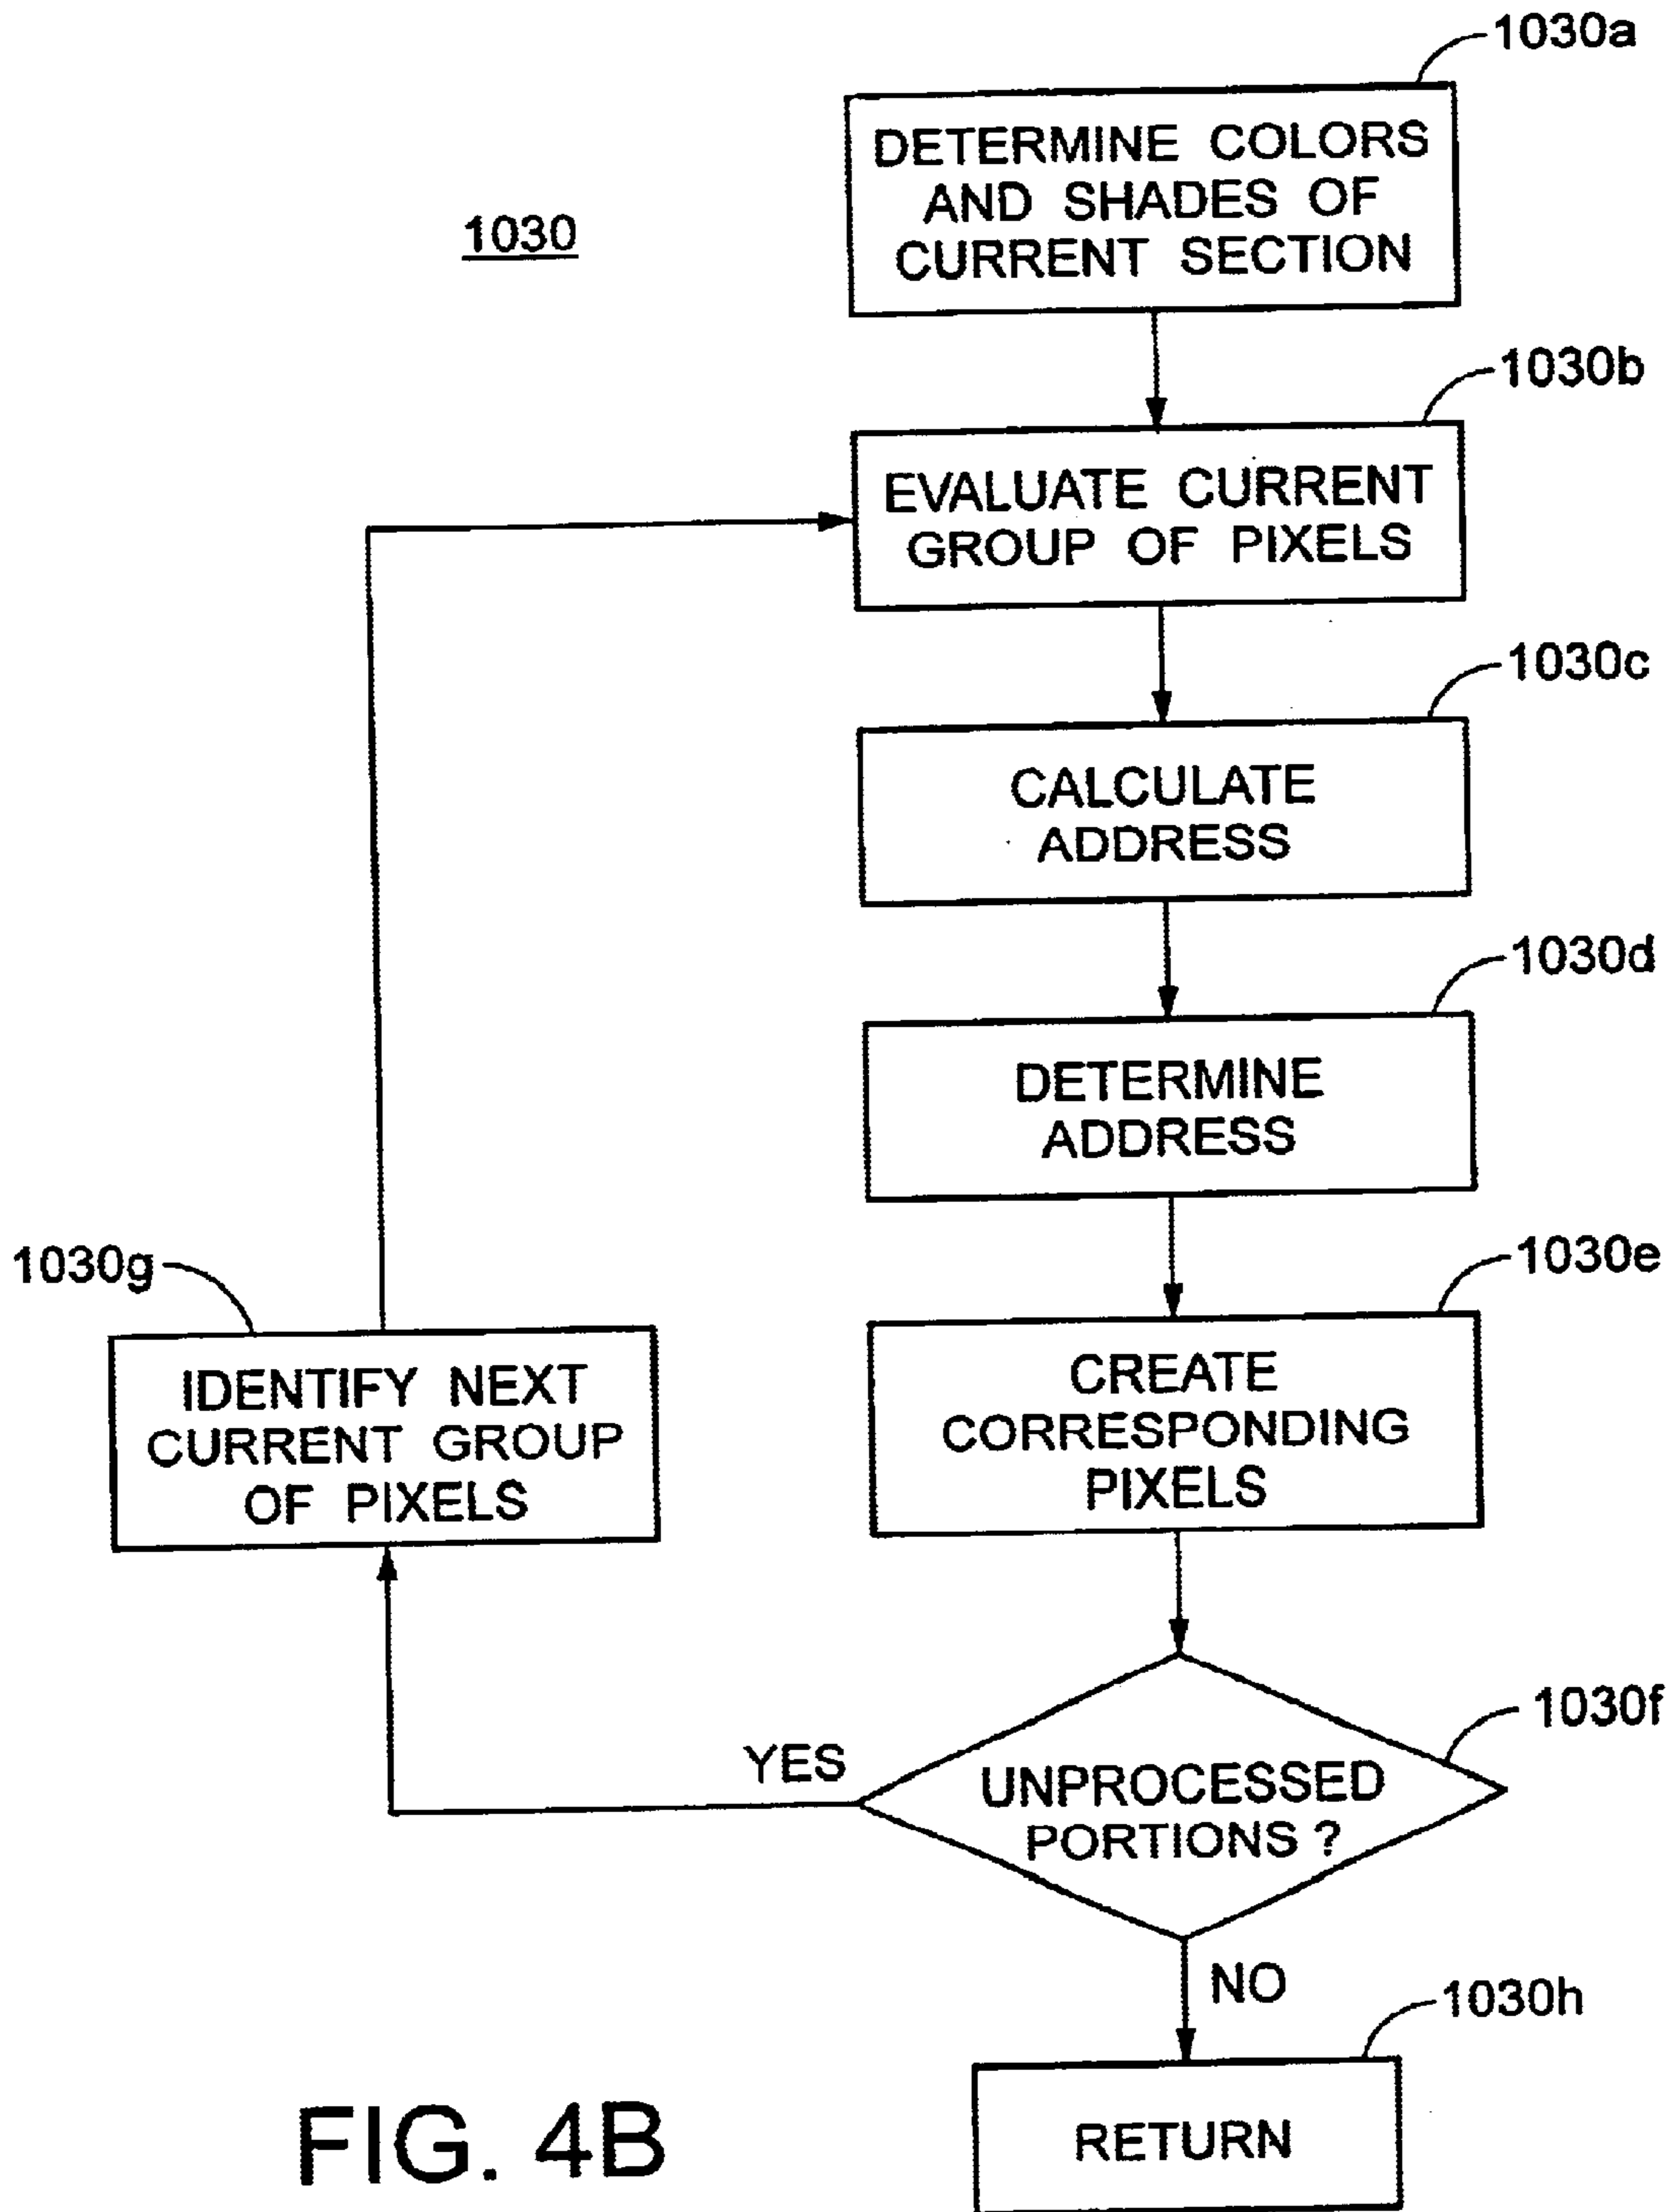 1030a
DETERMINE COLORS
AND SHADES OF
CURRENT SECTION
1030
1030b
EVALUATE CURRENT
GROUP OF PIXELS
1030c
CALCULATE
ADDRESS
1030d
DETERMINE
ADDRESS
1030e
CREATE
CORRESPONDING
PIXELS
1030g
IDENTIFY NEXT
CURRENT GROUP
OF PIXELS
1030f
YES
UNPROCESSED
PORTIONS ?
NO
1030h
RETURN
FIG. 4B